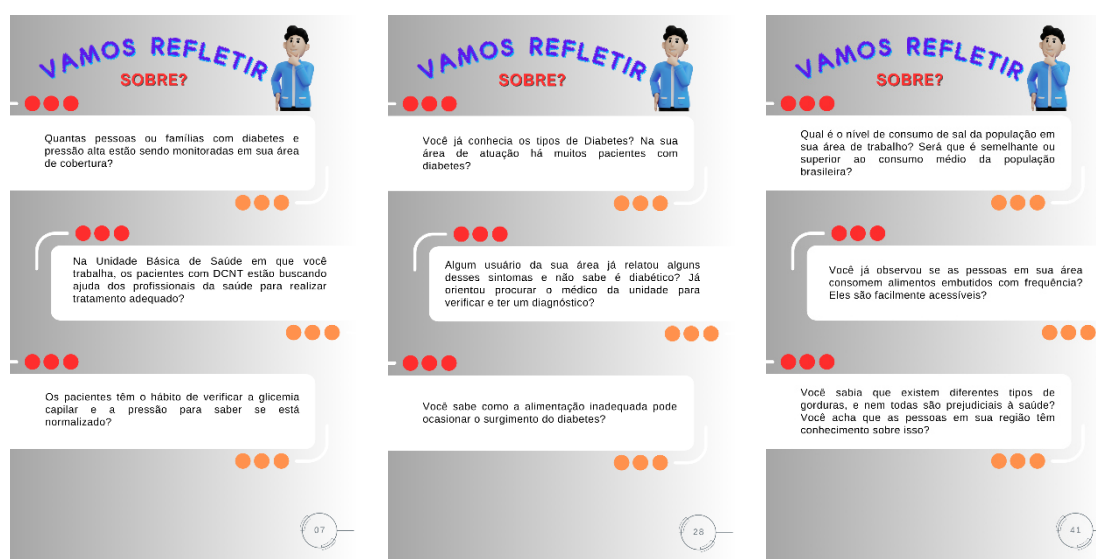 VAMOS REFLETIR
SOBRE?
Quantas pessoas ou famílias com diabetes e
pressão alta estão sendo monitoradas em sua área
de cobertura?
Na Unidade Básica de Saúde em que você
trabalha, os pacientes com DCNT estão buscando
ajuda dos profissionais da saúde para realizar
tratamento adequado?
Os pacientes têm o hábito de verificar a glicemia
capilar e a pressão para saber se está
normalizado?
07
VAMOS REFLETIR
SOBRE?
Você já conhecia os tipos de Diabetes? Na sua
área de atuação há muitos pacientes com
diabetes?
Algum usuário da sua área já relatou alguns
desses sintomas e não sabe é diabético? Já
orientou procurar o médico da unidade para
verificar e ter um diagnóstico?
Você sabe como a alimentação inadequada pode
ocasionar o surgimento do diabetes?
28
VAMOS REFLETIR
SOBRE?
Qual é o nível de consumo de sal da população em
sua área de trabalho? Será que é semelhante ou
superior ao consumo médio da população
brasileira?
Você já observou se as pessoas em sua área
consomem alimentos embutidos com frequência?
Eles são facilmente acessíveis?
Você sabia que existem diferentes tipos de
gorduras, e nem todas são prejudiciais à saúde?
Você acha que as pessoas em sua região têm
conhecimento sobre isso?
41